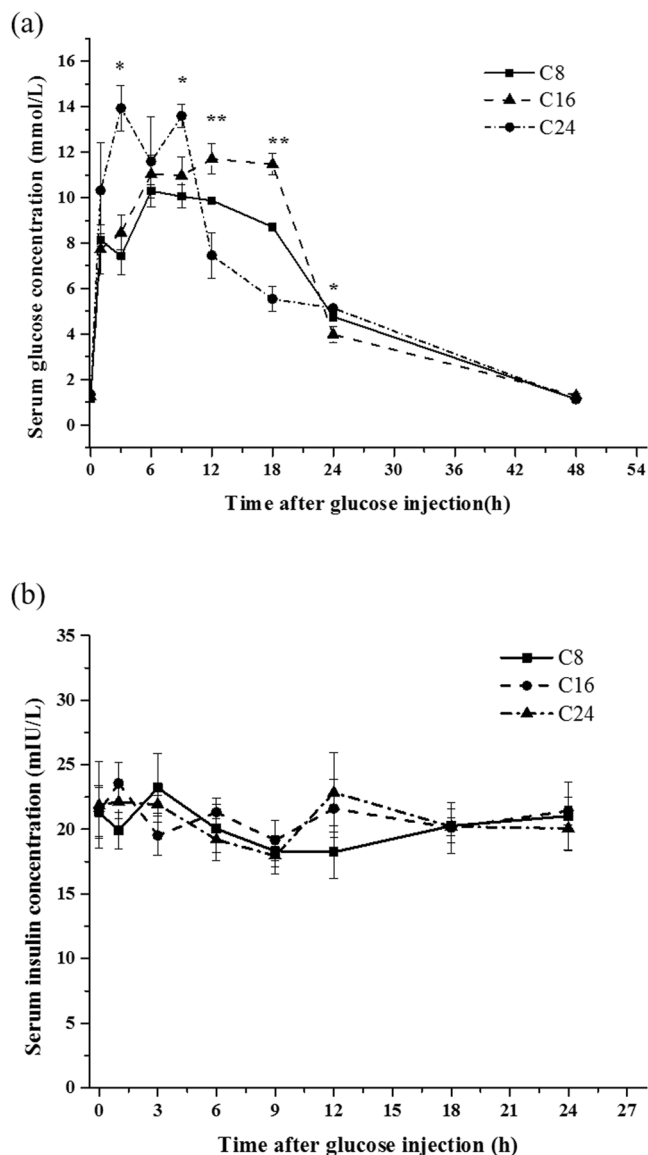 (a)
16
14
12
10
8
6
4
2
0
Serum glucose concentration (mmol/L)
C8
C16
C24
*
*
**
**
*
0 6 12 18 24 30 36 42 48 54
Time after glucose injection(h)
(b)
35
30
25
20
15
10
5
0
Serum insulin concentration (mIU/L)
C8
C16
C24
0 3 6 9 12 15 18 21 24 27
Time after glucose injection (h)